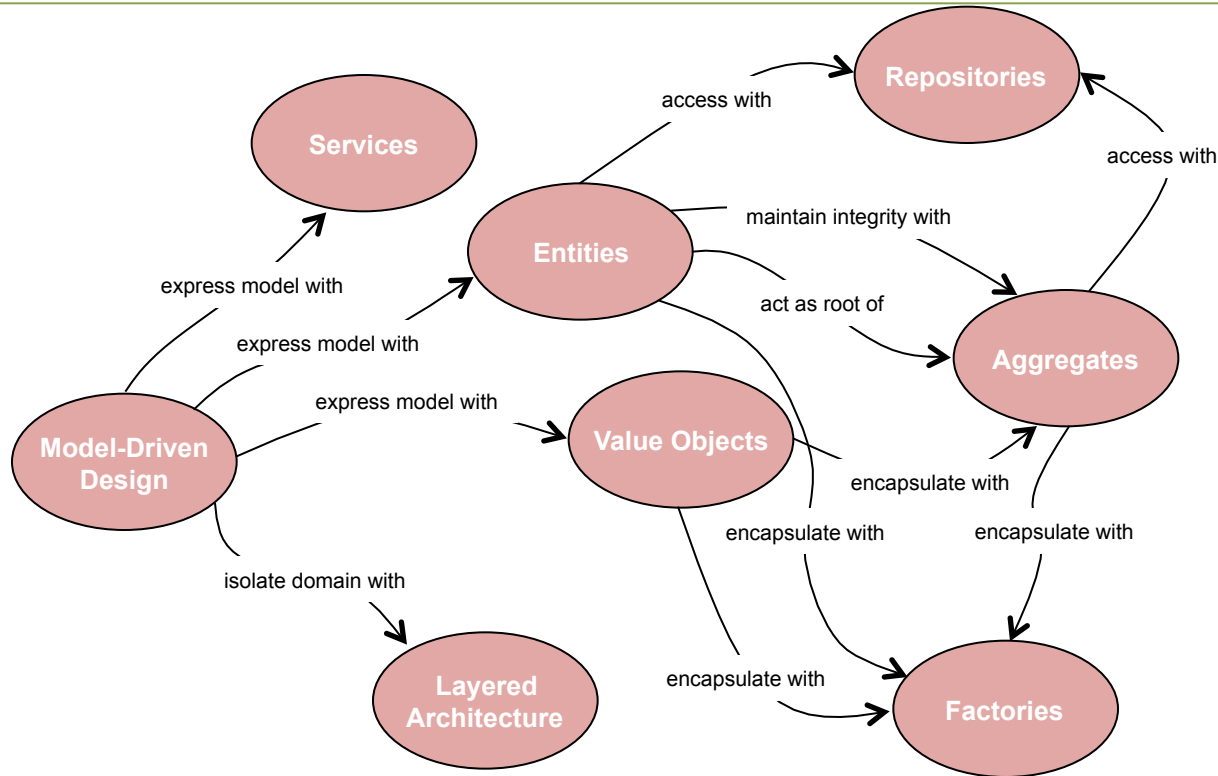 Repositories
access with
Services
access with
maintain integrity with
Entities
express model with
act as root of
express model with
Aggregates
express model with
Value Objects
Model-Driven
Design
encapsulate with
encapsulate with
encapsulate with
isolate domain with
encapsulate with
Layered
Architecture
Factories